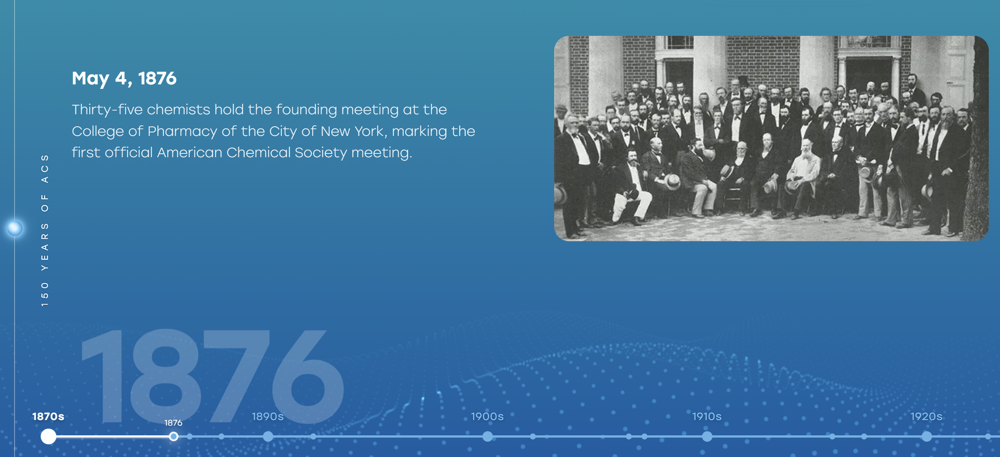 May 4, 1876
Thirty-five chemists hold the founding meeting at the
College of Pharmacy of the City of New York, marking the
first official American Chemical Society meeting.
150 YEARS OF ACS
1876
1870s
1876
1890s
1900s
1910s
1920s